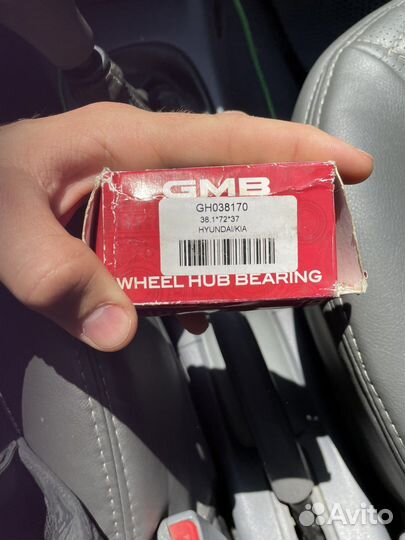 GMB
GH038170
38.1*72*37
HYUNDAI/KIA
WHEEL HUB BEARING
Avito